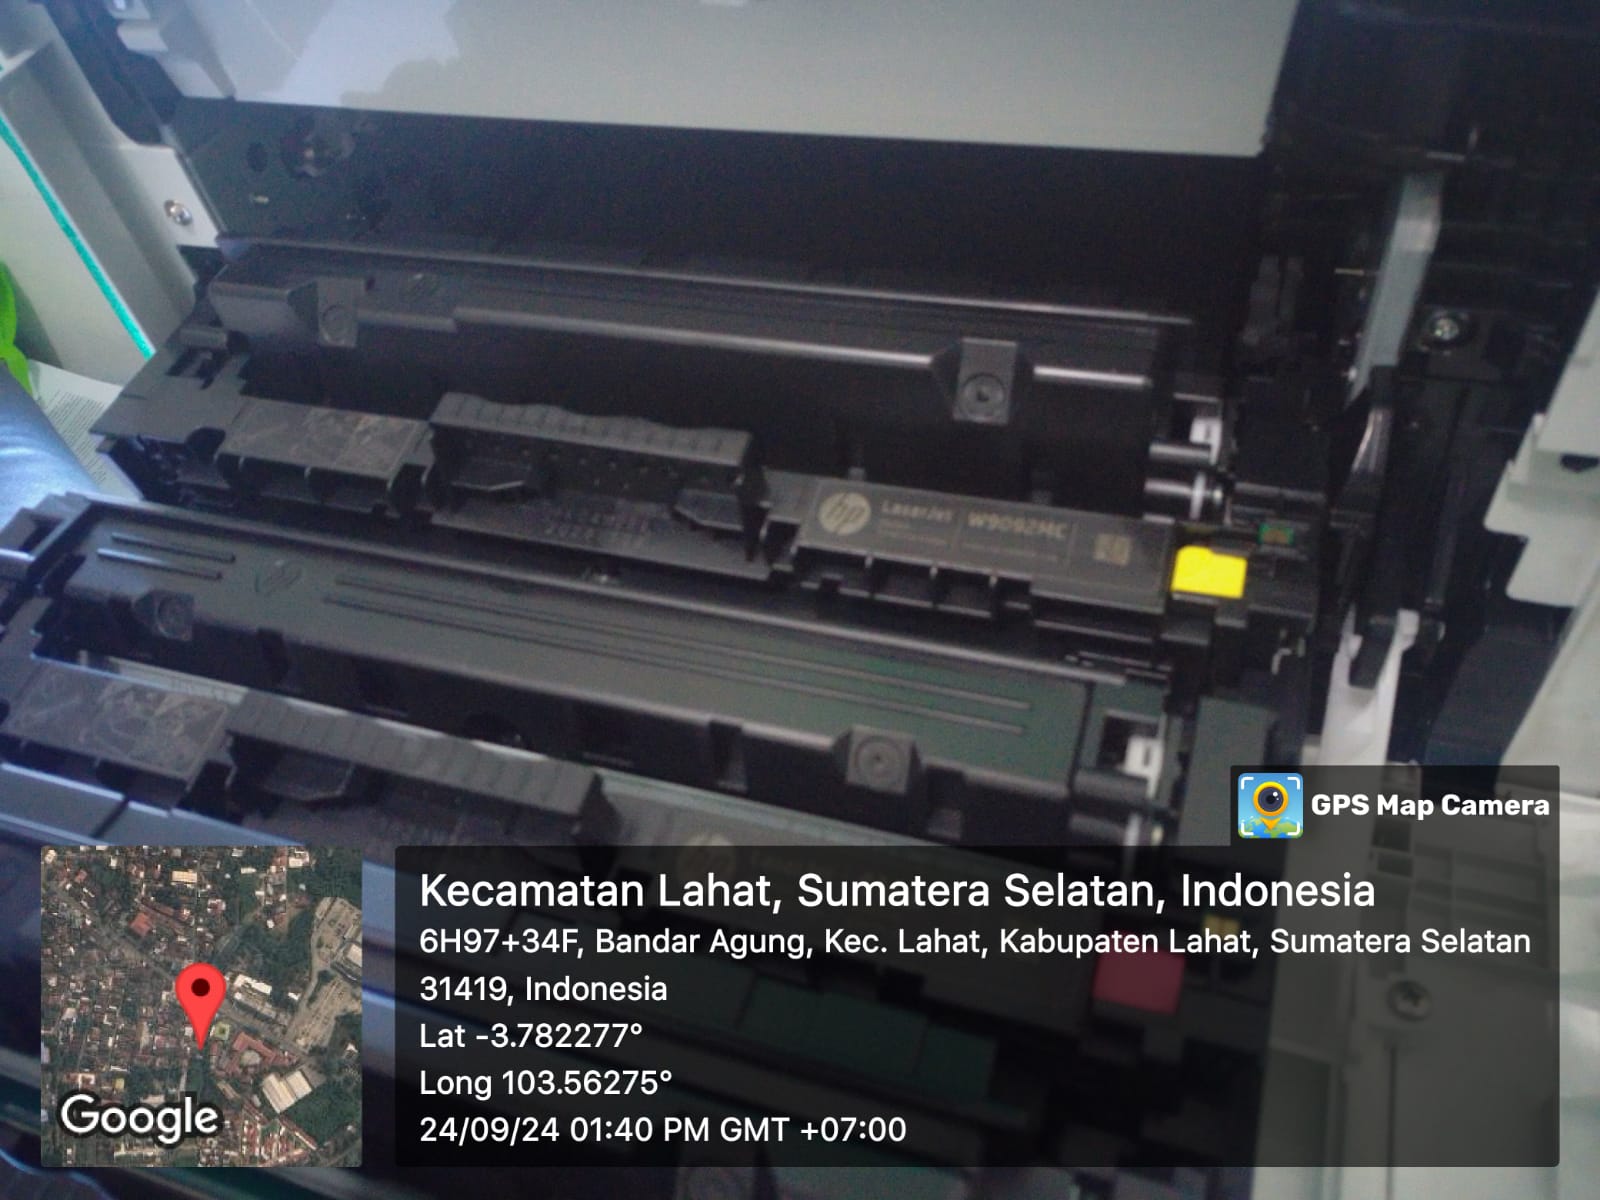 hp
LaserJet
W9092MC
GPS Map Camera
Kecamatan Lahat, Sumatera Selatan, Indonesia
6H97+34F, Bandar Agung, Kec. Lahat, Kabupaten Lahat, Sumatera Selatan
31419, Indonesia
Lat -3.782277°
Long 103.56275°
24/09/24 01:40 PM GMT +07:00
Google